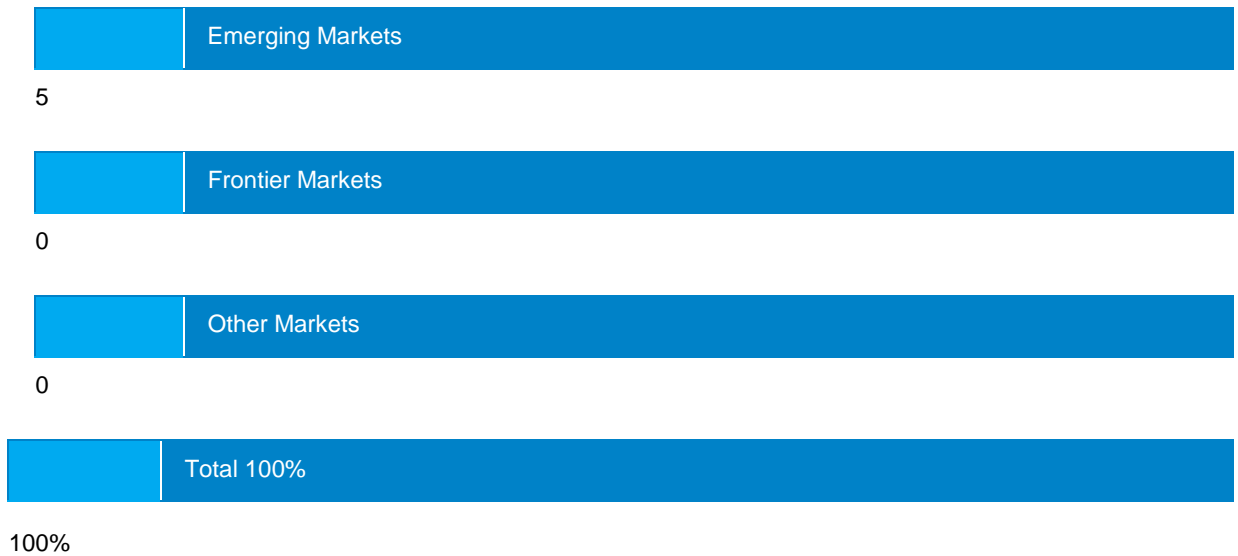 Emerging Markets
5
Frontier Markets
0
Other Markets
0
Total 100%
100%